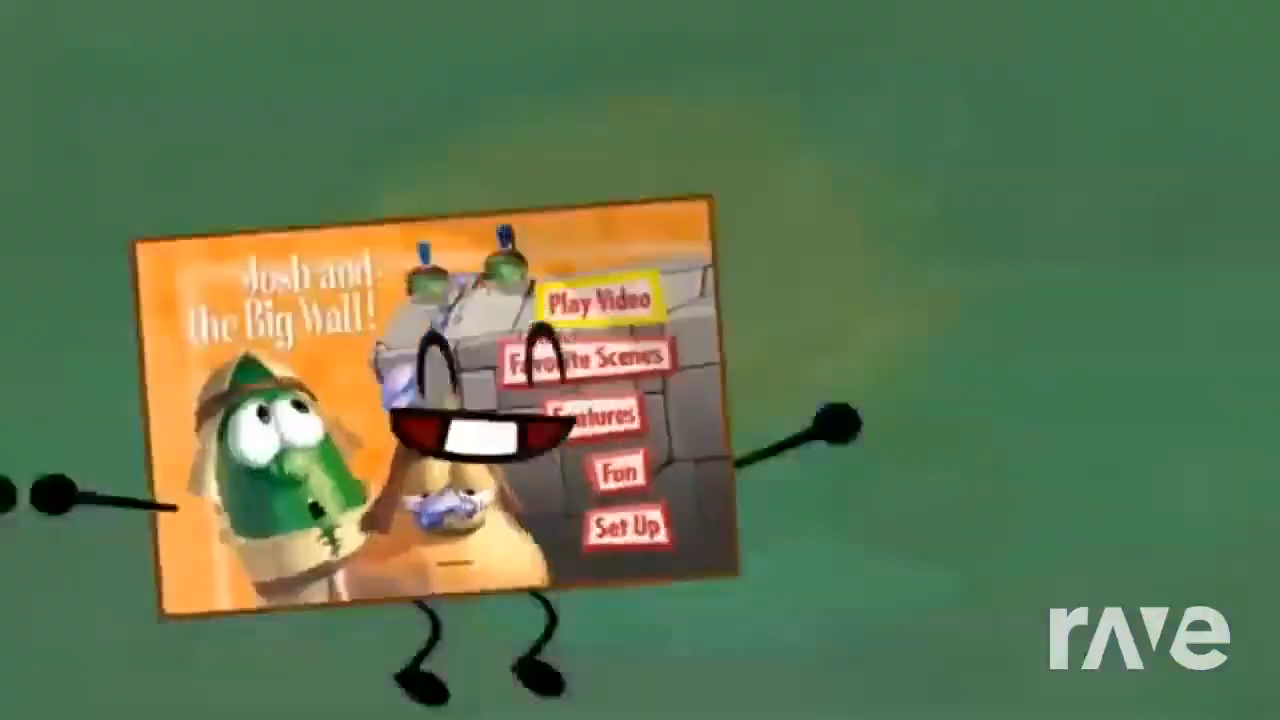 Josh and
the Big Wall!
Play Video
Favorite Scenes
Features
Fun
Set Up
rave